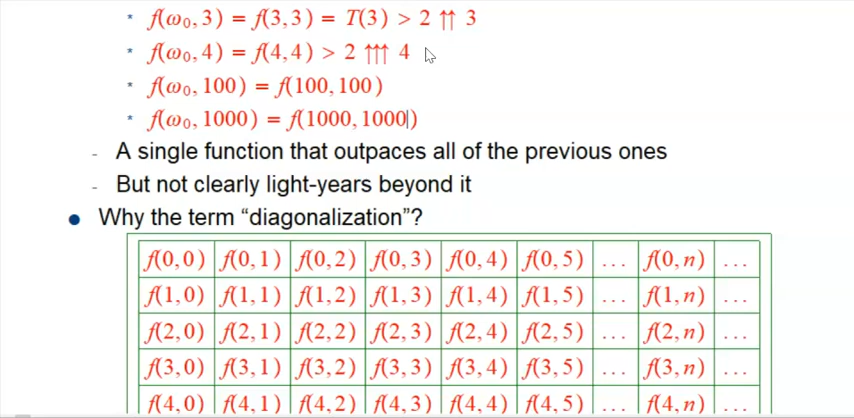 * f(ω₀, 3) = f(3, 3) = T(3) > 2 ↑↑ 3
* f(ω₀, 4) = f(4, 4) > 2 ↑↑↑ 4
* f(ω₀, 100) = f(100, 100)
* f(ω₀, 1000) = f(1000, 1000)
- A single function that outpaces all of the previous ones
- But not clearly light-years beyond it
● Why the term “diagonalization”?
f(0, 0) f(0, 1) f(0, 2) f(0, 3) f(0, 4) f(0, 5) ... f(0, n) ...
f(1, 0) f(1, 1) f(1, 2) f(1, 3) f(1, 4) f(1, 5) ... f(1, n) ...
f(2, 0) f(2, 1) f(2, 2) f(2, 3) f(2, 4) f(2, 5) ... f(2, n) ...
f(3, 0) f(3, 1) f(3, 2) f(3, 3) f(3, 4) f(3, 5) ... f(3, n) ...
f(4, 0) f(4, 1) f(4, 2) f(4, 3) f(4, 4) f(4, 5) ... f(4, n) ...